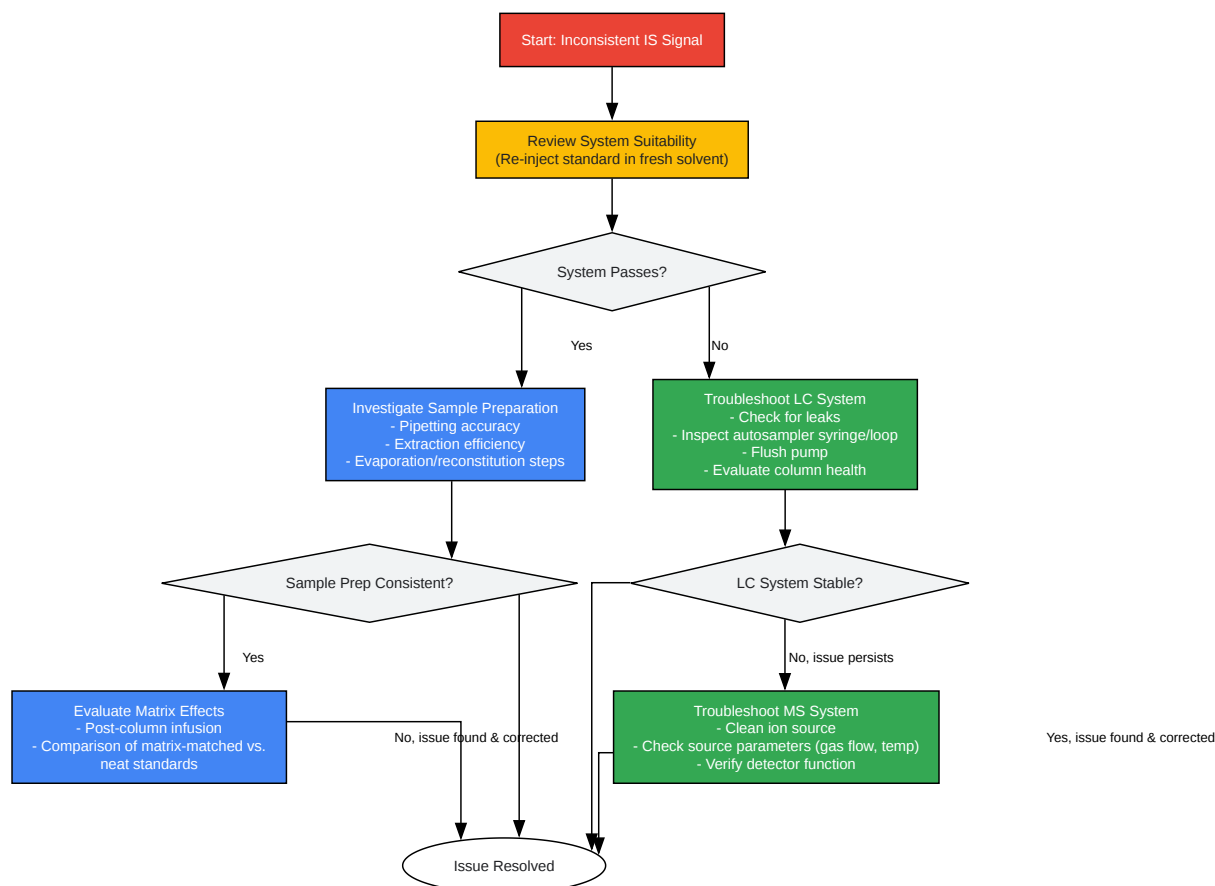 Start: Inconsistent IS Signal
Review System Suitability
(Re-inject standard in fresh solvent)
System Passes?
Yes
No
Investigate Sample Preparation
- Pipetting accuracy
- Extraction efficiency
- Evaporation/reconstitution steps
Troubleshoot LC System
- Check for leaks
- Inspect autosampler syringe/loop
- Flush pump
- Evaluate column health
Sample Prep Consistent?
LC System Stable?
Yes
No, issue persists
Evaluate Matrix Effects
- Post-column infusion
- Comparison of matrix-matched vs.
neat standards
No, issue found & corrected
Troubleshoot MS System
- Clean ion source
- Check source parameters (gas flow, temp)
- Verify detector function
Yes, issue found & corrected
Issue Resolved